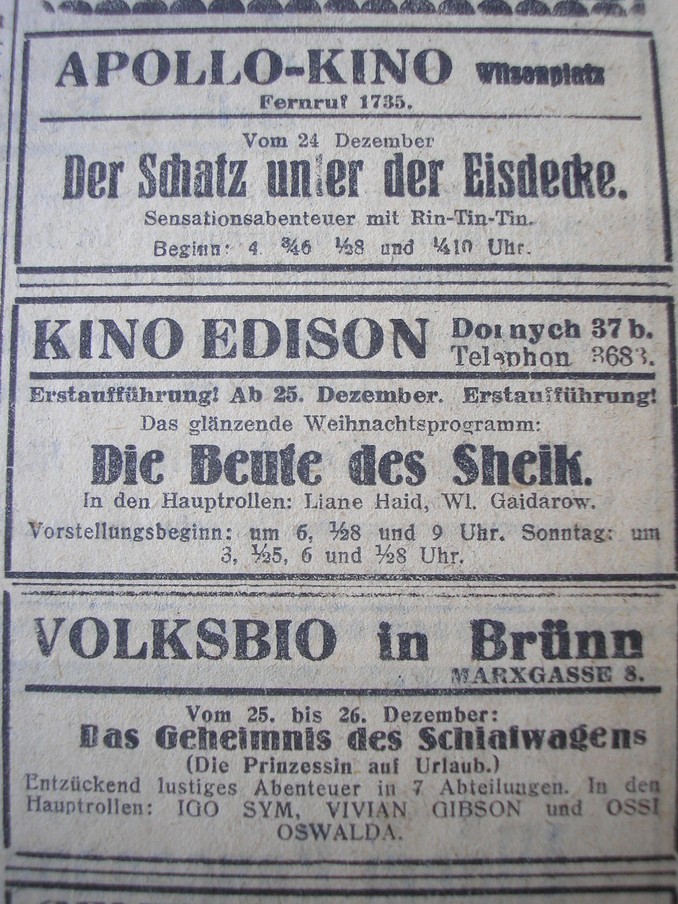 APOLLO-KINO Wilsonplatz
Fernruf 1735.
Vom 24 Dezember
Der Schatz unter der Eisdecke.
Sensationsabenteuer mit Rin-Tin-Tin.
Beginn: 4 ¾6 ½8 und ¼10 Uhr.
KINO EDISON Dornych 37 b.
Telephon 3683.
Erstaufführung! Ab 25. Dezember. Erstaufführung!
Das glänzende Weihnachtsprogramm:
Die Beute des Sheik.
In den Hauptrollen: Liane Haid, Wl. Gaidarow.
Vorstellungsbeginn: um 6, ½8 und 9 Uhr. Sonntag: um
3, ½5, 6 und ½8 Uhr.
VOLKSBIO in Brünn
MARXGASSE 8.
Vom 25. bis 26. Dezember:
Das Geheimnis des Schlafwagens
(Die Prinzessin auf Urlaub.)
Entzückend lustiges Abenteuer in 7 Abteilungen. In den
Hauptrollen: IGO SYM, VIVIAN GIBSON und OSSI
OSWALDA.